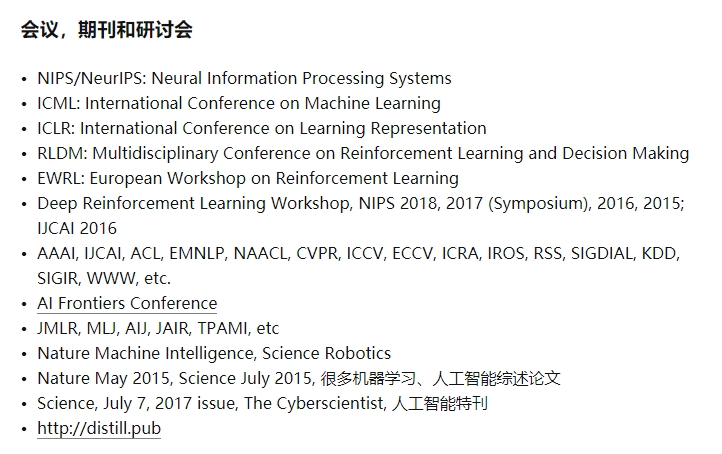 会议，期刊和研讨会
• NIPS/NeurIPS: Neural Information Processing Systems
• ICML: International Conference on Machine Learning
• ICLR: International Conference on Learning Representation
• RLDM: Multidisciplinary Conference on Reinforcement Learning and Decision Making
• EWRL: European Workshop on Reinforcement Learning
• Deep Reinforcement Learning Workshop, NIPS 2018, 2017 (Symposium), 2016, 2015;
IJCAI 2016
• AAAI, IJCAI, ACL, EMNLP, NAACL, CVPR, ICCV, ECCV, ICRA, IROS, RSS, SIGDIAL, KDD,
SIGIR, WWW, etc.
• AI Frontiers Conference
• JMLR, MLJ, AIJ, JAIR, TPAMI, etc
• Nature Machine Intelligence, Science Robotics
• Nature May 2015, Science July 2015, 很多机器学习、人工智能综述论文
• Science, July 7, 2017 issue, The Cyberscientist, 人工智能特刊
• http://distill.pub